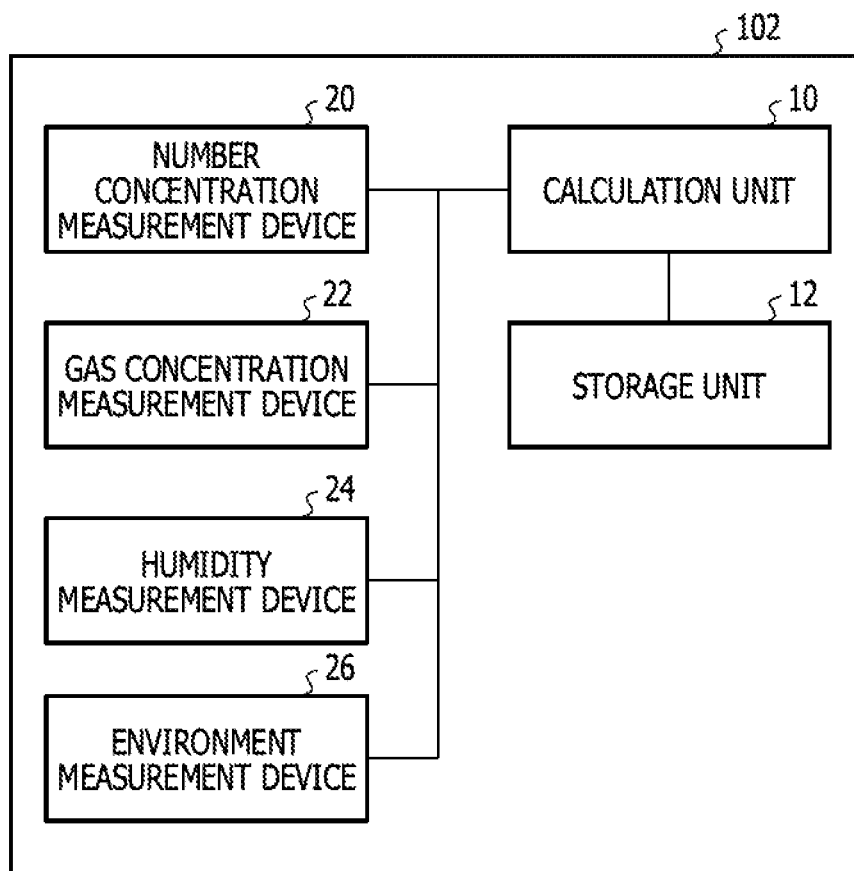 102
20
NUMBER
CONCENTRATION
MEASUREMENT DEVICE
10
CALCULATION UNIT
22
GAS CONCENTRATION
MEASUREMENT DEVICE
12
STORAGE UNIT
24
HUMIDITY
MEASUREMENT DEVICE
26
ENVIRONMENT
MEASUREMENT DEVICE